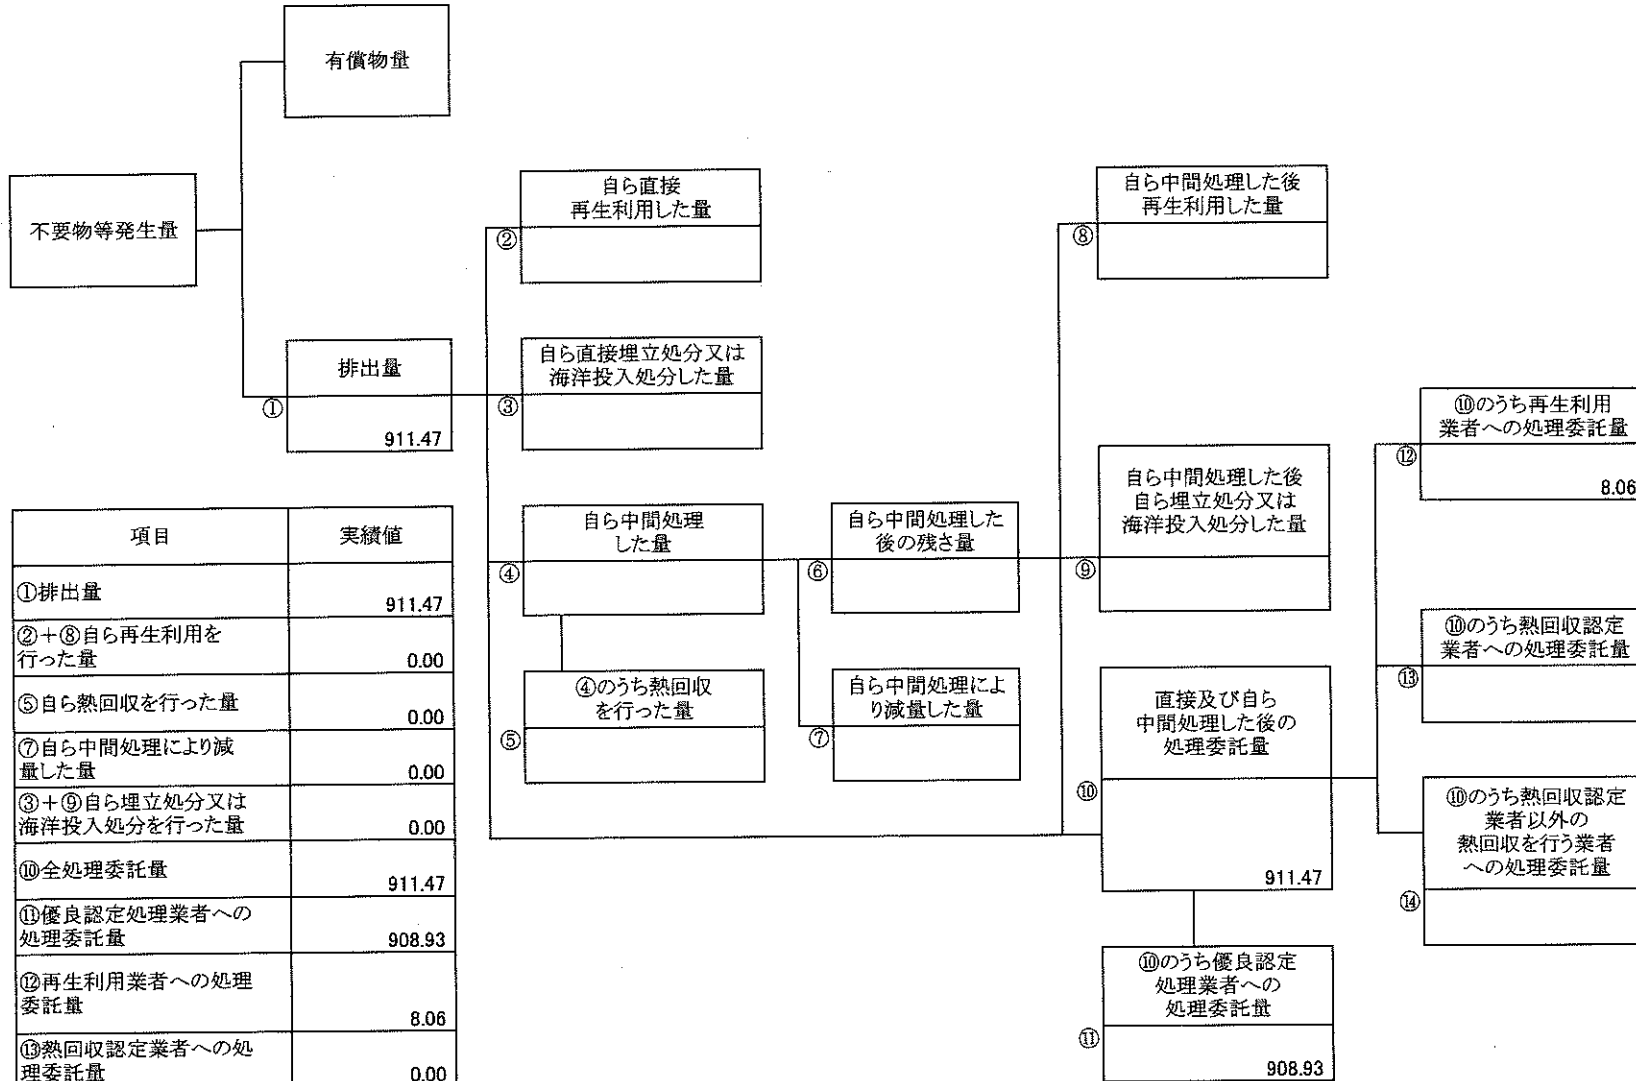 有償物量
不要物等発生量
排出量
①
911.47
自ら直接
再生利用した量
②
自ら直接埋立処分又は
海洋投入処分した量
③
自ら中間処理
した量
④
④のうち熱回収
を行った量
⑤
自ら中間処理した
後の残さ量
⑥
自ら中間処理によ
り減量した量
⑦
自ら中間処理した後
再生利用した量
⑧
自ら中間処理した後
自ら埋立処分又は
海洋投入処分した量
⑨
直接及び自ら
中間処理した後の
処理委託量
⑩
911.47
⑩のうち優良認定
処理業者への
処理委託量
⑪
908.93
⑩のうち再生利用
業者への処理委託量
⑫
8.06
⑩のうち熱回収認定
業者への処理委託量
⑬
⑩のうち熱回収認定
業者以外の
熱回収を行う業者
への処理委託量
⑭
項目 実績値
①排出量
911.47
②+⑧自ら再生利用を
行った量 0.00
⑤自ら熱回収を行った量
0.00
⑦自ら中間処理により減
量した量 0.00
③+⑨自ら埋立処分又は
海洋投入処分を行った量 0.00
⑩全処理委託量
911.47
⑪優良認定処理業者への
処理委託量 908.93
⑫再生利用業者への処理
委託量
8.06
⑬熱回収認定業者への処
理委託量 0.00